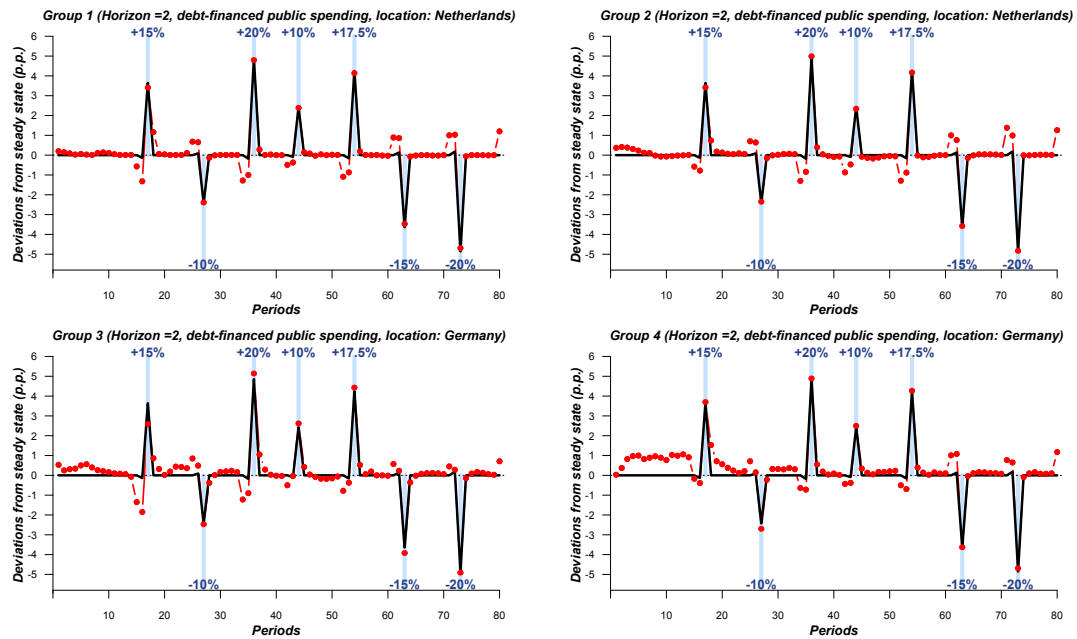 Group 1 (Horizon =2, debt-financed public spending, location: Netherlands)
+15% +20% +10% +17.5%
6
5
4
3
2
1
0
-1
-2
-3
-4
-5
Deviations from steady state (p.p.)
-10% -15% -20%
10 20 30 40 50 60 70 80
Periods
Group 2 (Horizon =2, debt-financed public spending, location: Netherlands)
+15% +20% +10% +17.5%
6
5
4
3
2
1
0
-1
-2
-3
-4
-5
Deviations from steady state (p.p.)
-10% -15% -20%
10 20 30 40 50 60 70 80
Periods
Group 3 (Horizon =2, debt-financed public spending, location: Germany)
+15% +20% +10% +17.5%
6
5
4
3
2
1
0
-1
-2
-3
-4
-5
Deviations from steady state (p.p.)
-10% -15% -20%
10 20 30 40 50 60 70 80
Periods
Group 4 (Horizon =2, debt-financed public spending, location: Germany)
+15% +20% +10% +17.5%
6
5
4
3
2
1
0
-1
-2
-3
-4
-5
Deviations from steady state (p.p.)
-10% -15% -20%
10 20 30 40 50 60 70 80
Periods